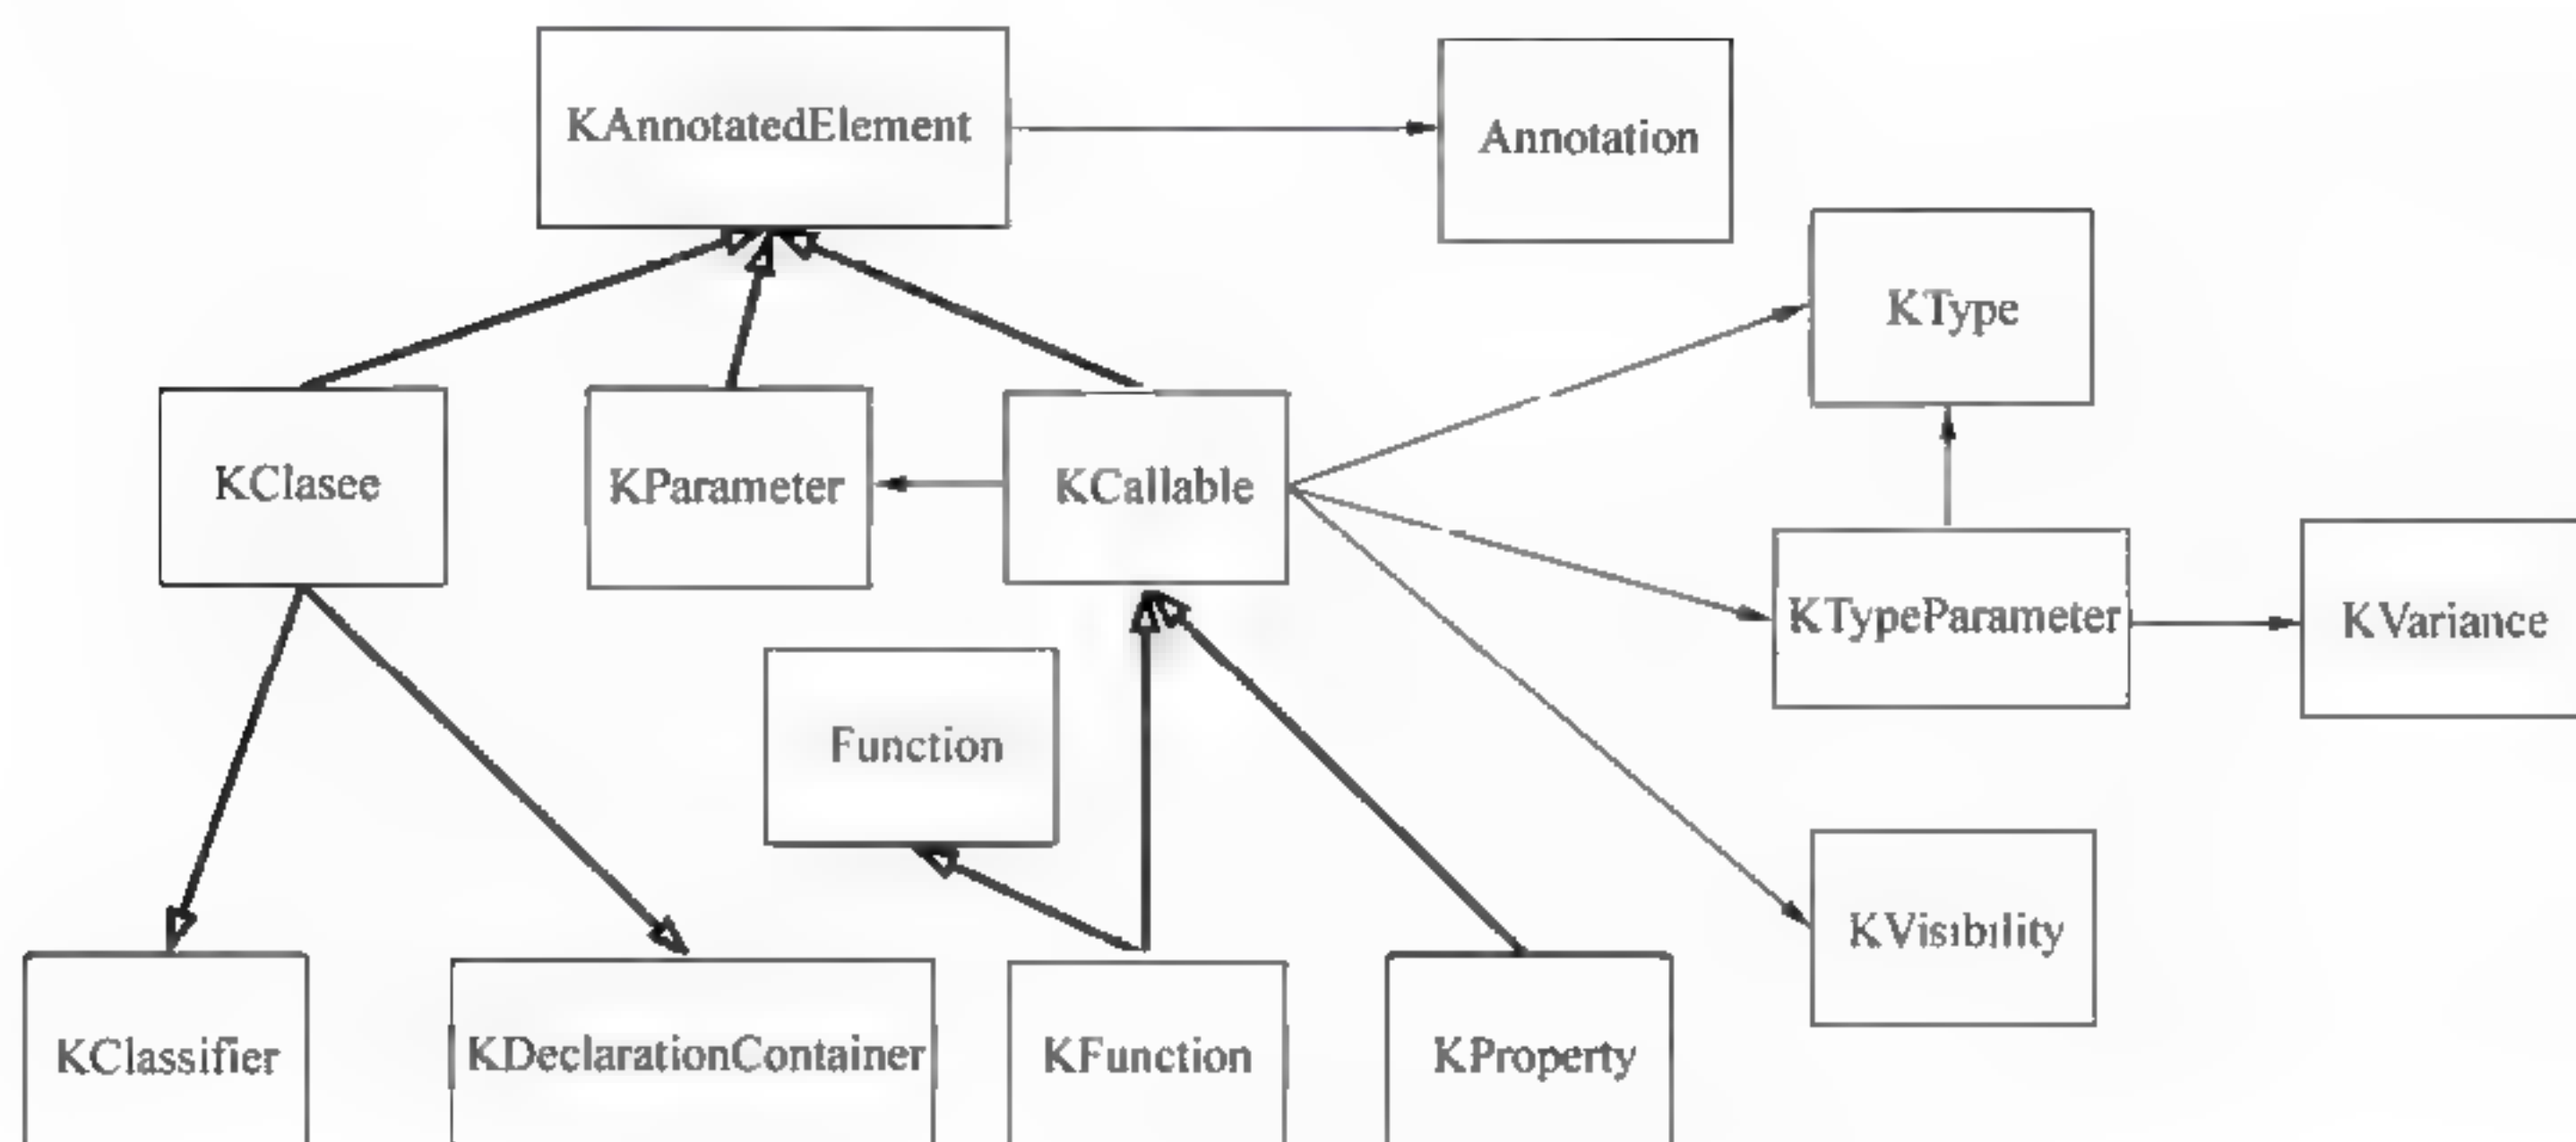 KAnnotatedElement
Annotation
KType
KClasee
KParameter
KCallable
KTypeParameter
KVariance
Function
KVisibility
KClassifier
KDeclarationContainer
KFunction
KProperty